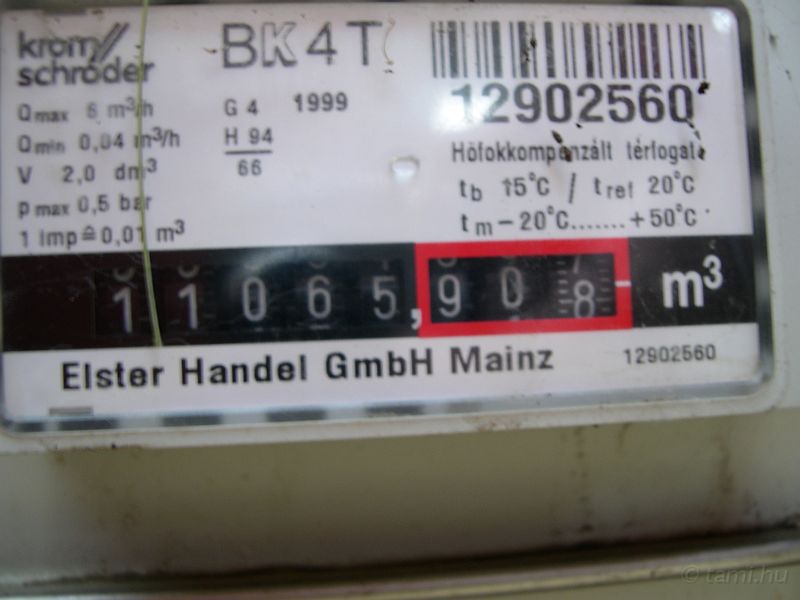 krom//
schröder
BK4T
12902560
Qmax 6 m³/h
G4 1999
Qmin 0,04 m³/h
H 94
66
Hőfokkompenzált térfogat
V 2,0 dm³
tb 15°C / tref 20°C
pmax 0,5 bar
tm -20°C.......+50°C
1 Imp≙0,01 m³
11065,908 m³
Elster Handel GmbH Mainz
12902560
© tami.hu